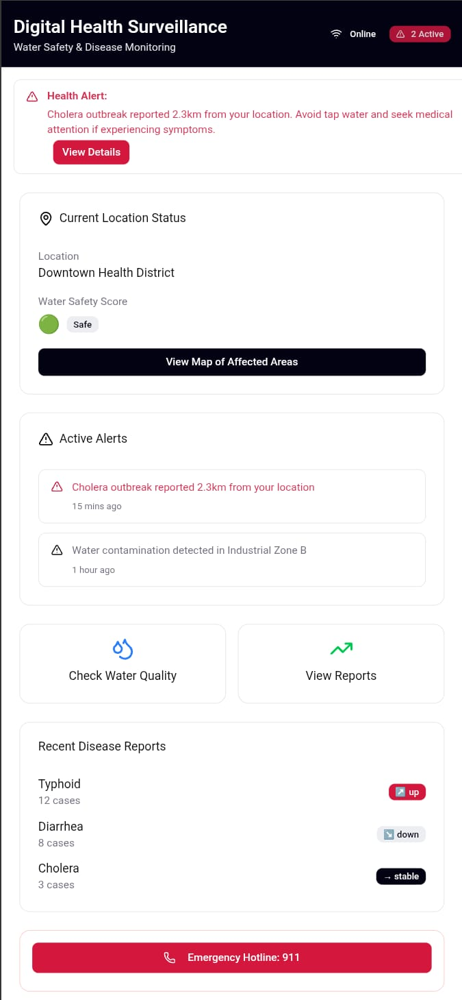 Digital Health Surveillance
Water Safety & Disease Monitoring
Online
2 Active
Health Alert:
Cholera outbreak reported 2.3km from your location. Avoid tap water and seek medical
attention if experiencing symptoms.
View Details
Current Location Status
Location
Downtown Health District
Water Safety Score
Safe
View Map of Affected Areas
Active Alerts
Cholera outbreak reported 2.3km from your location
15 mins ago
Water contamination detected in Industrial Zone B
1 hour ago
Check Water Quality
View Reports
Recent Disease Reports
Typhoid
12 cases
↗ up
Diarrhea
8 cases
↘ down
Cholera
3 cases
→ stable
Emergency Hotline: 911